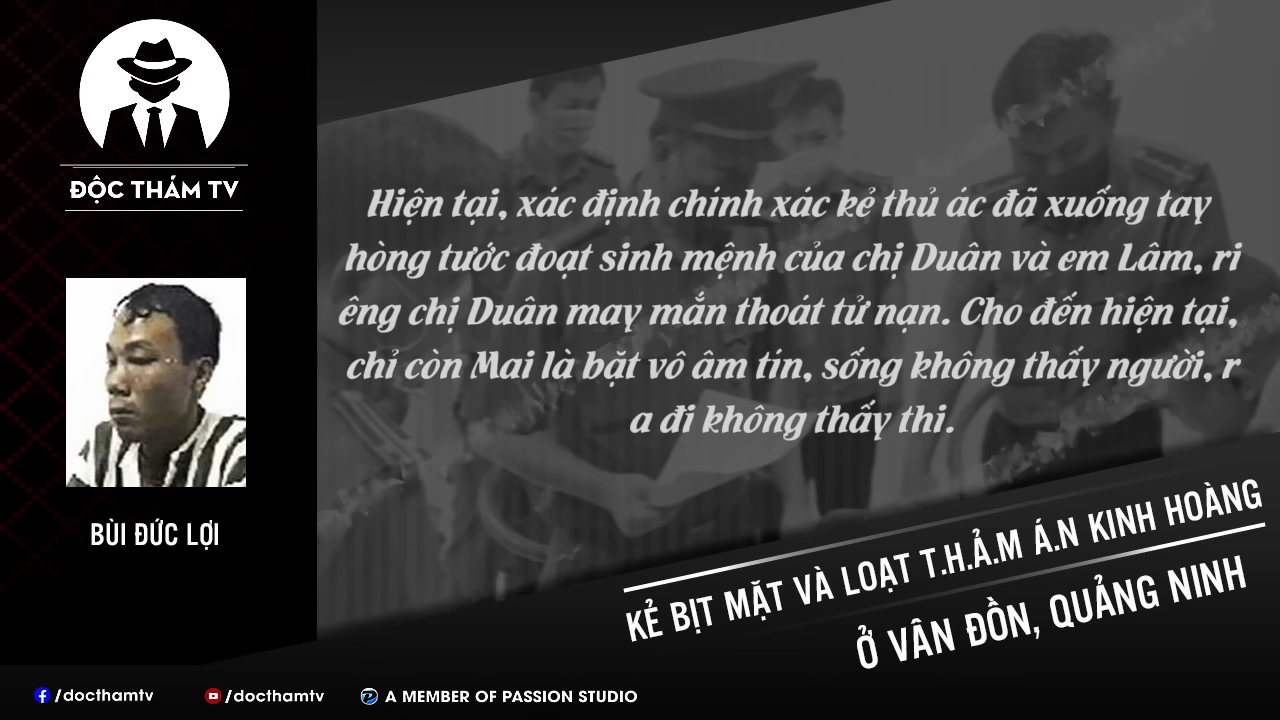 ĐỘC THÁM TV
BÙI ĐỨC LỢI
Hiện tại, xác định chính xác kẻ thủ ác đã xuống tay
hòng tước đoạt sinh mệnh của chị Duân và em Lâm, ri
êng chị Duân may mắn thoát tử nạn. Cho đến hiện tại,
chỉ còn Mai là bặt vô âm tín, sống không thấy người, r
a đi không thấy thi.
KẺ BỊT MẶT VÀ LOẠT T.H.Ả.M Á.N KINH HOÀNG
Ở VÂN ĐỒN, QUẢNG NINH
/docthamtv
/docthamtv
A MEMBER OF PASSION STUDIO